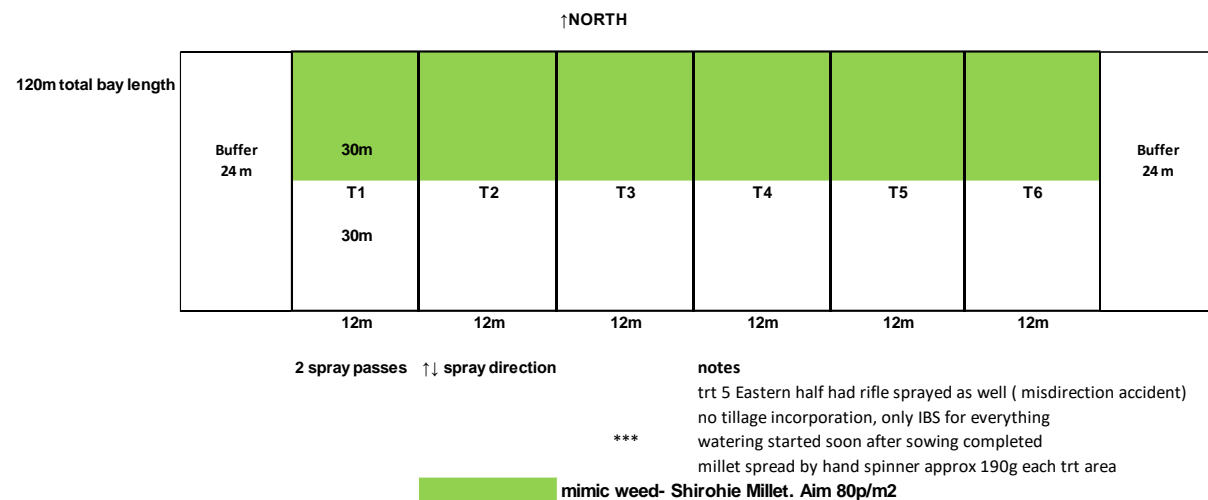 ↑NORTH
120m total bay length
Buffer
24 m
30m
Buffer
24 m
T1 T2 T3 T4 T5 T6
30m
12m 12m 12m 12m 12m 12m
2 spray passes ↑↓ spray direction notes
trt 5 Eastern half had rifle sprayed as well ( misdirection accident)
no tillage incorporation, only IBS for everything
*** watering started soon after sowing completed
millet spread by hand spinner approx 190g each trt area
mimic weed- Shirohie Millet. Aim 80p/m2